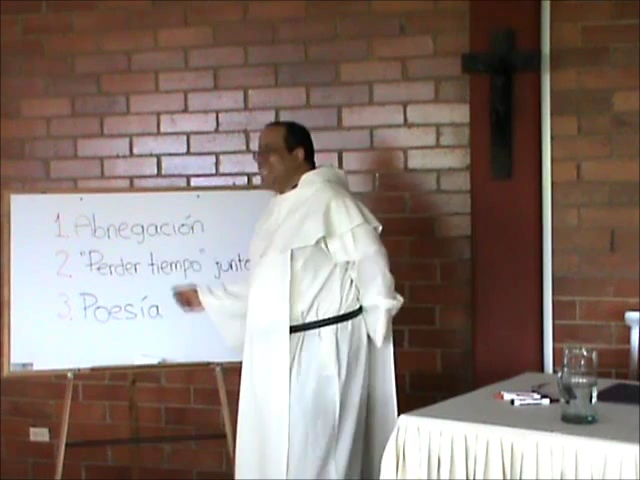 1. Abnegación
2. "Perder tiempo" junto
3. Poesía